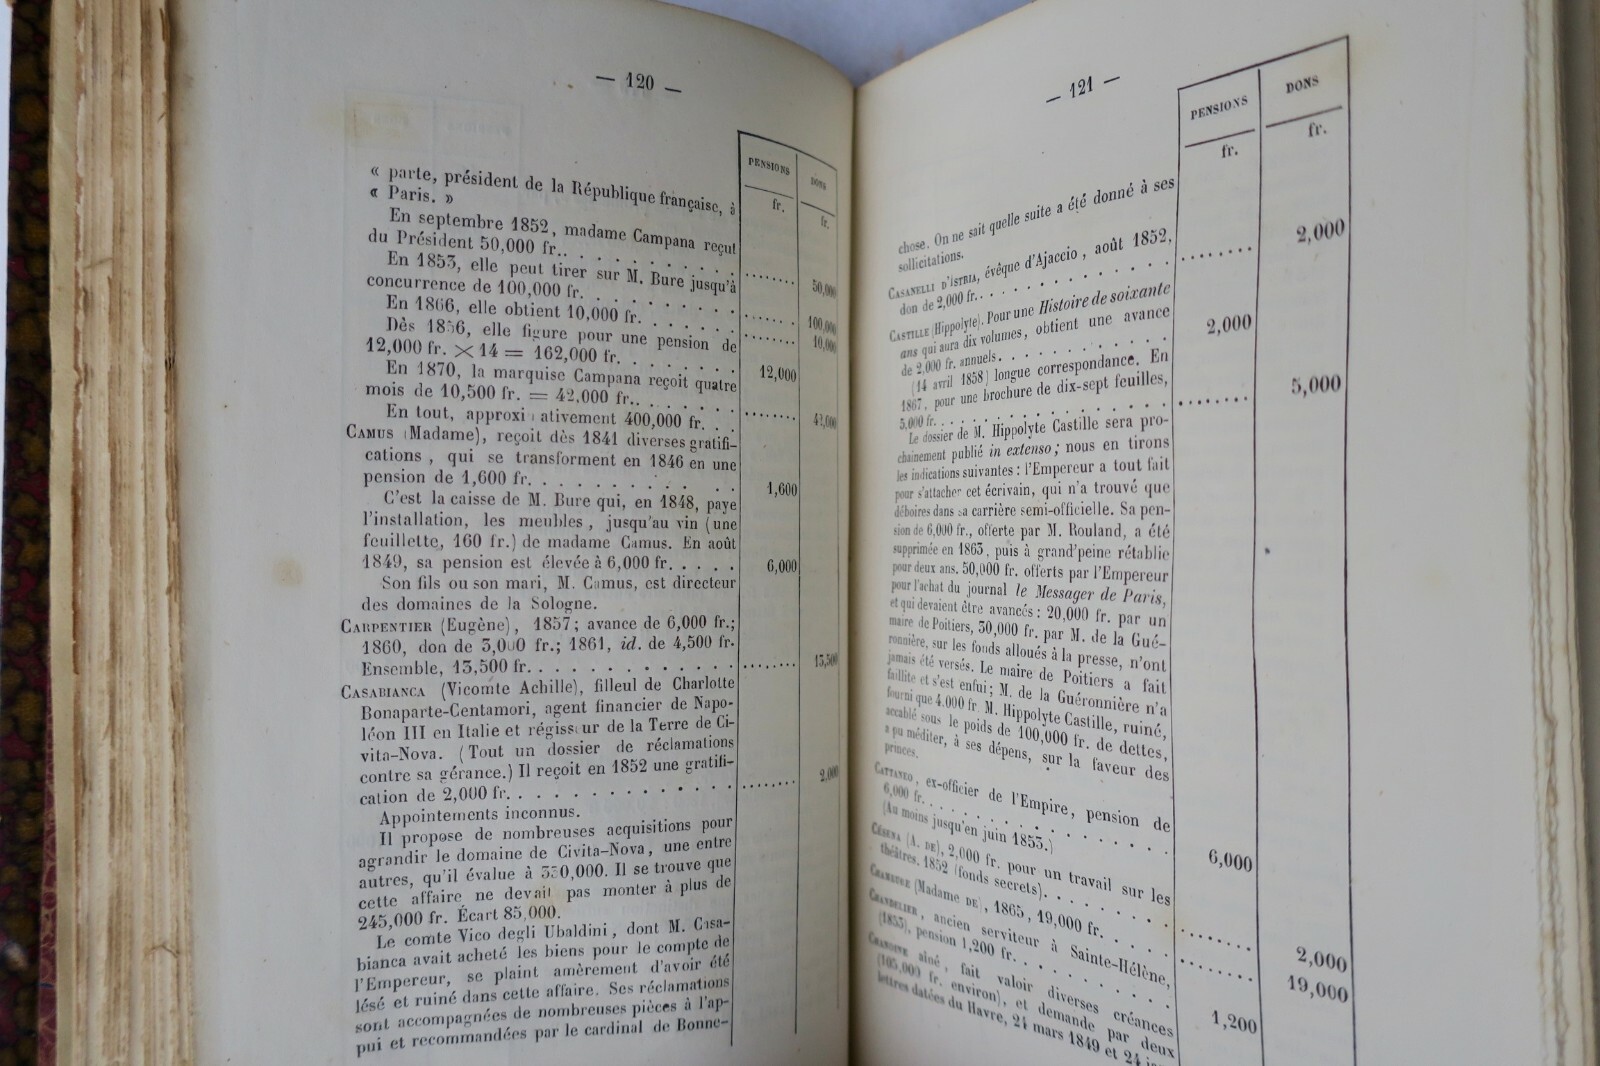 — 120 —
PENSIONS
DONS
fr.
fr.
« parte, président de la République française, à
« Paris. »
En septembre 1852, madame Campana reçut
du Président 50,000 fr. . . . . . . . . . . . . . . . . . . 50,000
En 1853, elle peut tirer sur M. Bure jusqu'à
concurrence de 100,000 fr. . . . . . . . . . . . . . . . 100,000
En 1866, elle obtient 10,000 fr. . . . . . . . . . . . . 10,000
Dès 1856, elle figure pour une pension de
12,000 fr. × 14 = 162,000 fr. . . . . . . . 12,000
En 1870, la marquise Campana reçoit quatre
mois de 10,500 fr. = 42,000 fr. . . . . . . . . . . . . . 42,000
En tout, approxi ativement 400,000 fr. . .
CAMUS (Madame), reçoit dès 1841 diverses gratifi-
cations, qui se transforment en 1846 en une
pension de 1,600 fr. . . . . . . . . . . . . 1,600
C'est la caisse de M. Bure qui, en 1848, paye
l'installation, les meubles, jusqu'au vin (une
feuillette, 160 fr.) de madame Camus. En août
1849, sa pension est élevée à 6,000 fr. . . . . . 6,000
Son fils ou son mari, M. Camus, est directeur
des domaines de la Sologne.
CARPENTIER (Eugène), 1857; avance de 6,000 fr.;
1860, don de 3,000 fr.; 1861, id. de 4,500 fr.
Ensemble, 13,500 fr. . . . . . . . . . . . . . . . . . . . 13,500
CASABIANCA (Vicomte Achille), filleul de Charlotte
Bonaparte-Centamori, agent financier de Napo-
léon III en Italie et régisseur de la Terre de Ci-
vita-Nova. (Tout un dossier de réclamations
contre sa gérance.) Il reçoit en 1852 une gratifi-
cation de 2,000 fr. . . . . . . . . . . . . . . . . . . . . 2,000
Appointements inconnus.
Il propose de nombreuses acquisitions pour
agrandir le domaine de Civita-Nova, une entre
autres, qu'il évalue à 330,000. Il se trouve que
cette affaire ne devait pas monter à plus de
245,000 fr. Écart 85,000.
Le comte Vico degli Ubaldini, dont M. Casa-
bianca avait acheté les biens pour le compte de
l'Empereur, se plaint amèrement d'avoir été
lésé et ruiné dans cette affaire. Ses réclamations
sont accompagnées de nombreuses pièces à l'ap-
pui et recommandées par le cardinal de Bonne-
— 121 —
PENSIONS
DONS
fr.
fr.
chose. On ne sait quelle suite a été donné à ses
sollicitations.
CASANELLI D'ISTRIA, évêque d'Ajaccio, août 1852,
don de 2,000 fr. . . . . . . . . . . . . . . . . . . . . . 2,000
CASTILLE (Hippolyte). Pour une Histoire de soixante
ans qui aura dix volumes, obtient une avance
de 2,000 fr. annuels. . . . . . . . . . . . . 2,000
(14 avril 1858) longue correspondance. En
1867, pour une brochure de dix-sept feuilles,
5,000 fr. . . . . . . . . . . . . . . . . . . . . . . . 5,000
Le dossier de M. Hippolyte Castille sera pro-
chainement publié in extenso; nous en tirons
les indications suivantes : l'Empereur a tout fait
pour s'attacher cet écrivain, qui n'a trouvé que
déboires dans sa carrière semi-officielle. Sa pen-
sion de 6,000 fr., offerte par M. Rouland, a été
supprimée en 1863, puis à grand'peine rétablie
pour deux ans. 50,000 fr. offerts par l'Empereur
pour l'achat du journal le Messager de Paris,
et qui devaient être avancés : 20,000 fr. par un
maire de Poitiers, 30,000 fr. par M. de la Gué-
ronnière, sur les fonds alloués à la presse, n'ont
jamais été versés. Le maire de Poitiers a fait
faillite et s'est enfui; M. de la Guéronnière n'a
fourni que 4,000 fr. M. Hippolyte Castille, ruiné,
accablé sous le poids de 100,000 fr. de dettes,
a pu méditer, à ses dépens, sur la faveur des
princes.
CATTANEO, ex-officier de l'Empire, pension de
6,000 fr. . . . . . . . . . . . . . . . . 6,000
(Au moins jusqu'en juin 1853.)
CÉSENA (A. DE), 2,000 fr. pour un travail sur les
théâtres. 1852 (fonds secrets). . . . . . . . . . . . . . 2,000
(Madame DE), 1865, 19,000 fr. . . . . . . . . . . . 19,000
CHANDELIER, ancien serviteur à Sainte-Hélène,
(1853), pension 1,200 fr. . . . . . . . . . . . 1,200
aloé, fait valoir diverses créances
(105,000 fr. environ), et demande par deux
lettres datées du Havre, 21 mars 1849 et 24